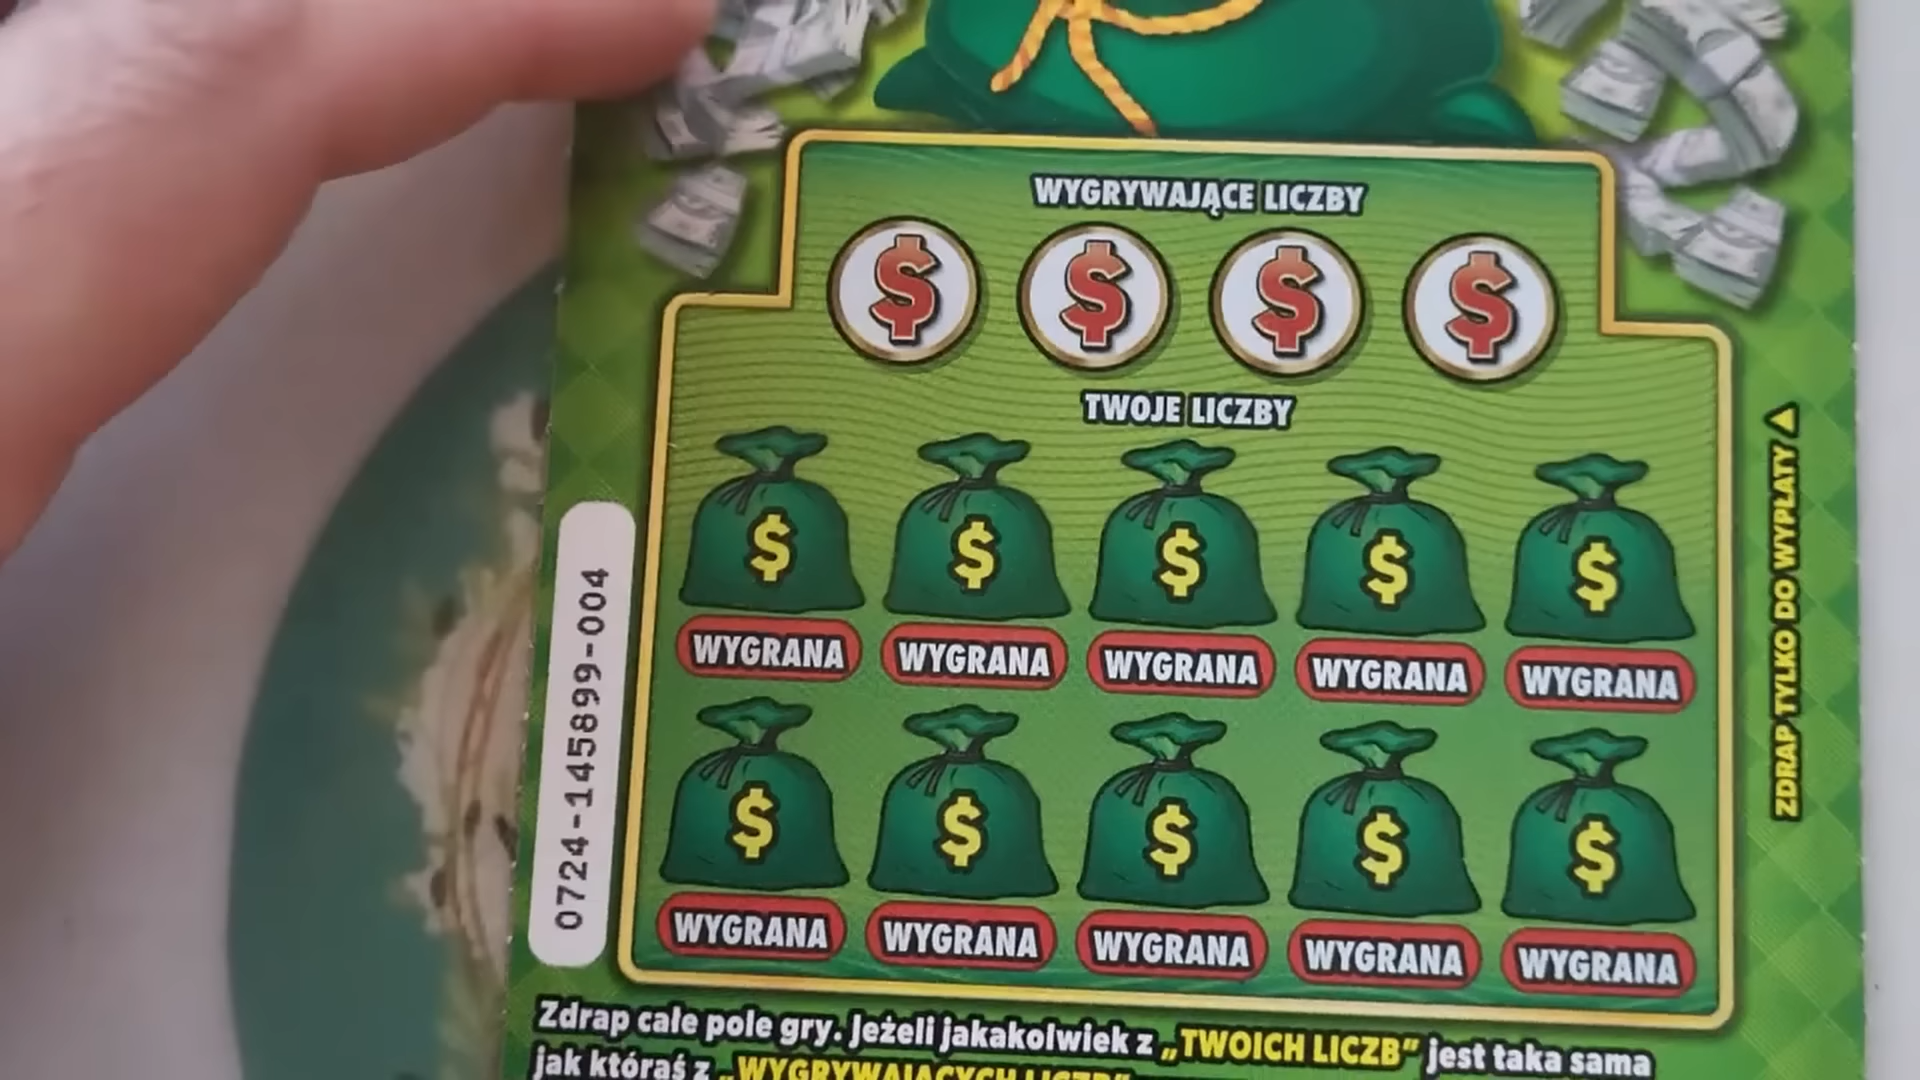 WYGRYWAJĄCE LICZBY
$ $ $ $
TWOJE LICZBY
$ $ $ $ $
WYGRANA WYGRANA WYGRANA WYGRANA WYGRANA
$ $ $ $ $
WYGRANA WYGRANA WYGRANA WYGRANA WYGRANA
0724-145899-004
ZDRAP TYLKO DO WYPŁATY
Zdrap całe pole gry. Jeżeli jakakolwiek z „TWOICH LICZB” jest taka sama
jak któraś z „WYGRYWAJĄCYCH LICZB”